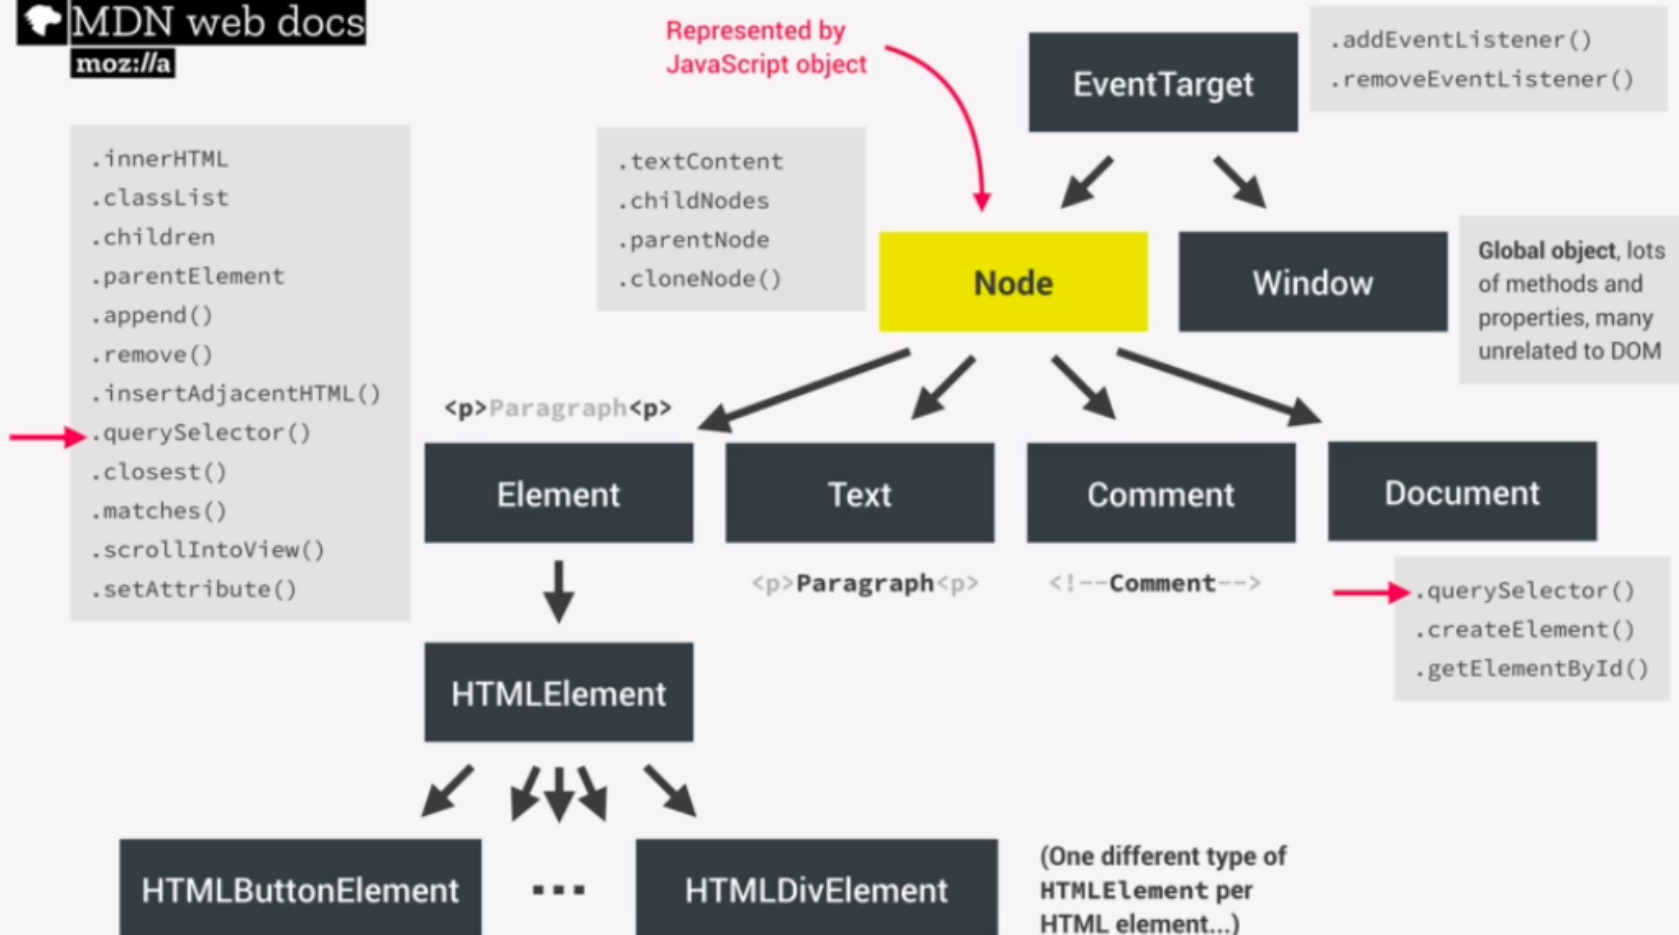 MDN web docs
moz://a
Represented by
JavaScript object
EventTarget
.addEventListener()
.removeEventListener()
.innerHTML
.classList
.children
.parentElement
.append()
.remove()
.insertAdjacentHTML()
.querySelector()
.closest()
.matches()
.scrollIntoView()
.setAttribute()
.textContent
.childNodes
.parentNode
.cloneNode()
Node
Window
Global object, lots
of methods and
properties, many
unrelated to DOM
<p>Paragraph<p>
Element
Text
Comment
Document
<p>Paragraph<p>
<!--Comment-->
.querySelector()
.createElement()
.getElementById()
HTMLElement
HTMLButtonElement
...
HTMLDivElement
(One different type of
HTMLElement per
HTML element...)